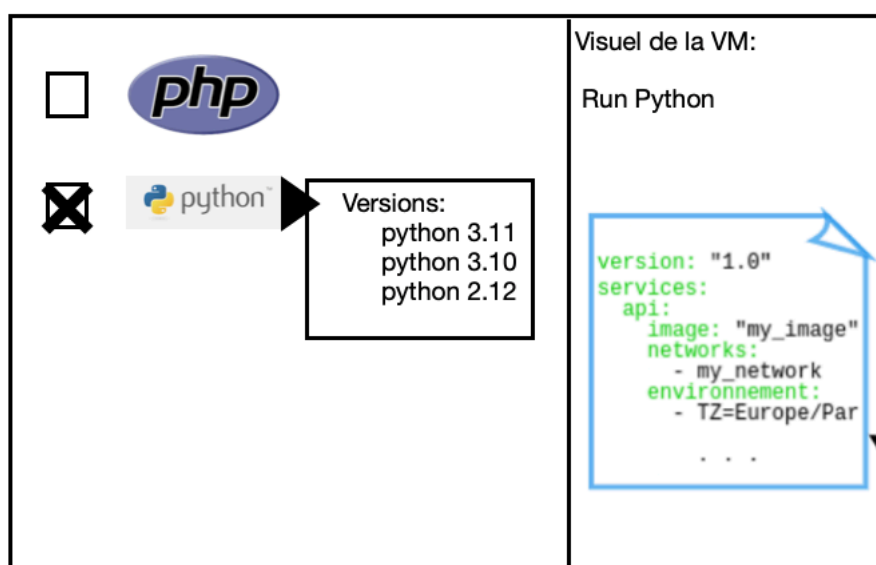 php
python™
Versions:
python 3.11
python 3.10
python 2.12
Visuel de la VM:
Run Python
version: "1.0"
services:
api:
image: "my_image"
networks:
- my_network
environnement:
- TZ=Europe/Par
. . .